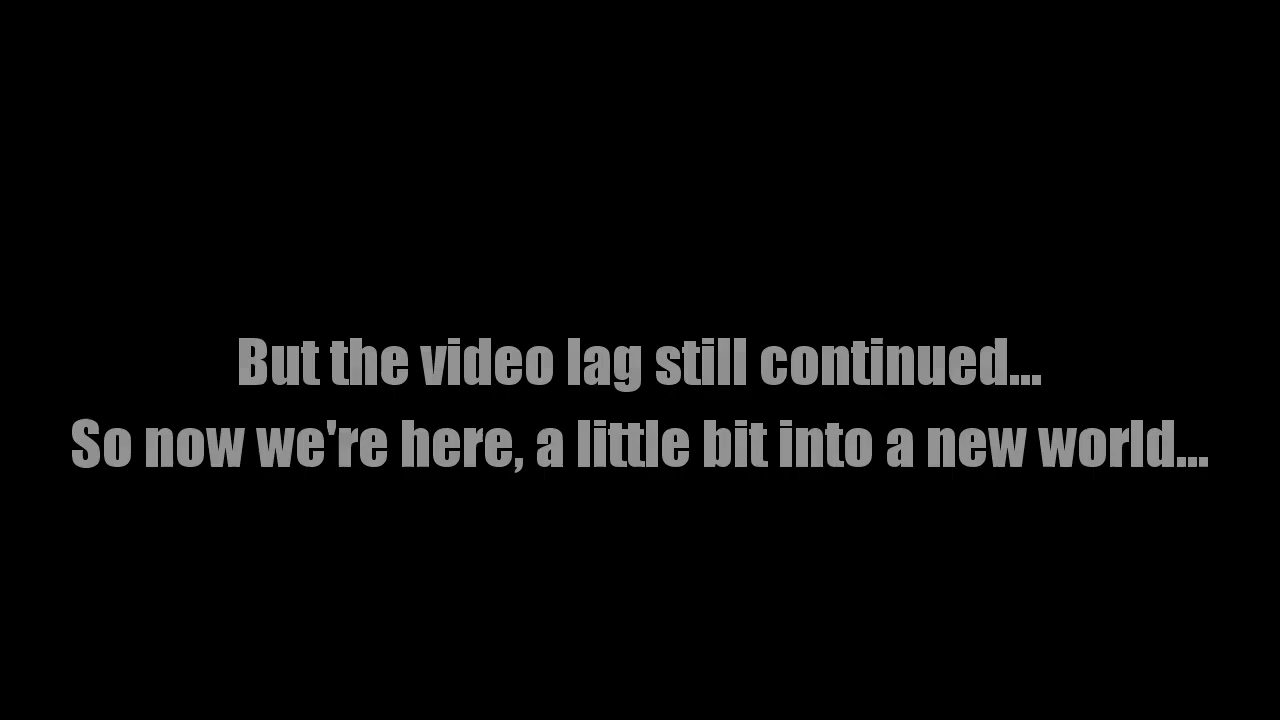 But the video lag still continued...
So now we're here, a little bit into a new world...